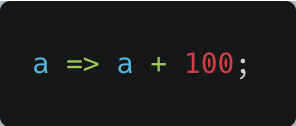 a => a + 100;